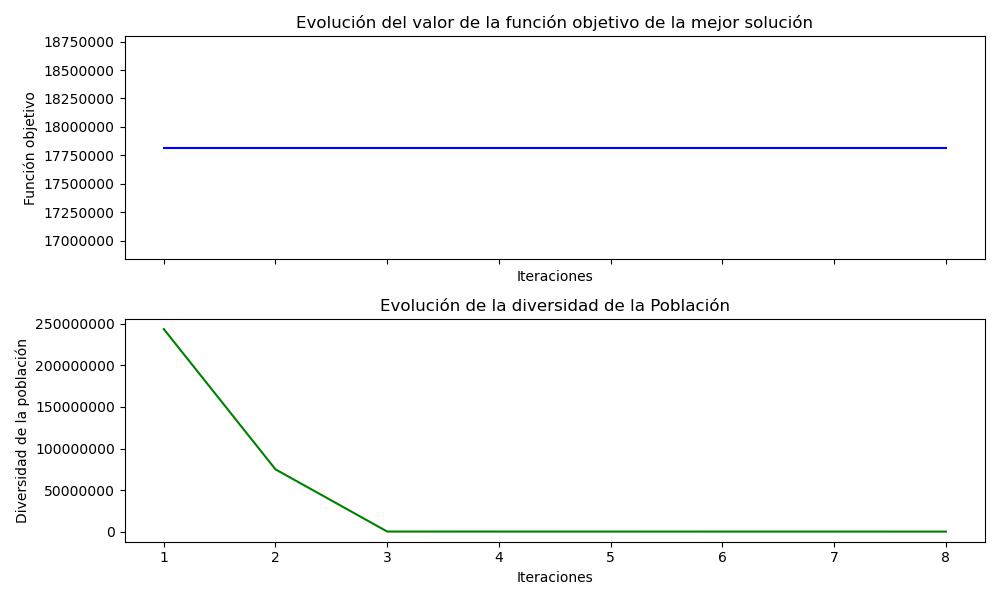 Evolución del valor de la función objetivo de la mejor solución
18750000
18500000
18250000
18000000
17750000
17500000
17250000
17000000
Función objetivo
Iteraciones
Evolución de la diversidad de la Población
250000000
200000000
150000000
100000000
50000000
0
Diversidad de la población
1 2 3 4 5 6 7 8
Iteraciones